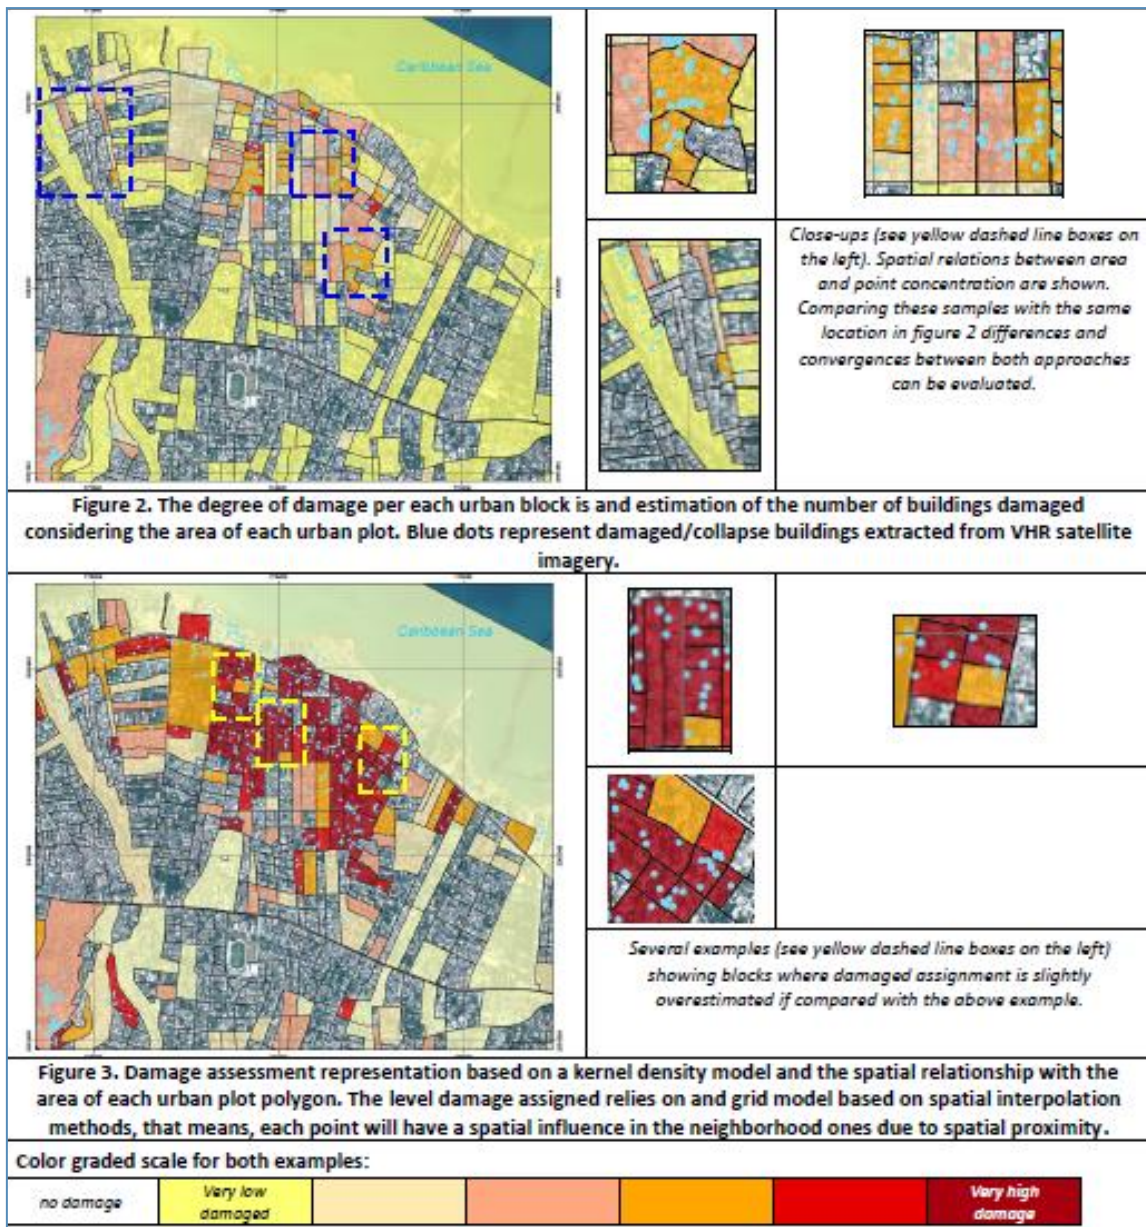 Caribbean Sea
Close-ups (see yellow dashed line boxes on
the left). Spatial relations between area
and point concentration are shown.
Comparing these samples with the same
location in figure 2 differences and
convergences between both approaches
can be evaluated.
Figure 2. The degree of damage per each urban block is and estimation of the number of buildings damaged
considering the area of each urban plot. Blue dots represent damaged/collapse buildings extracted from VHR satellite
imagery.
Caribbean Sea
Several examples (see yellow dashed line boxes on the left)
showing blocks where damaged assignment is slightly
overestimated if compared with the above example.
Figure 3. Damage assessment representation based on a kernel density model and the spatial relationship with the
area of each urban plot polygon. The level damage assigned relies on and grid model based on spatial interpolation
methods, that means, each point will have a spatial influence in the neighborhood ones due to spatial proximity.
Color graded scale for both examples:
no damage
Very low
damaged
Very high
damage